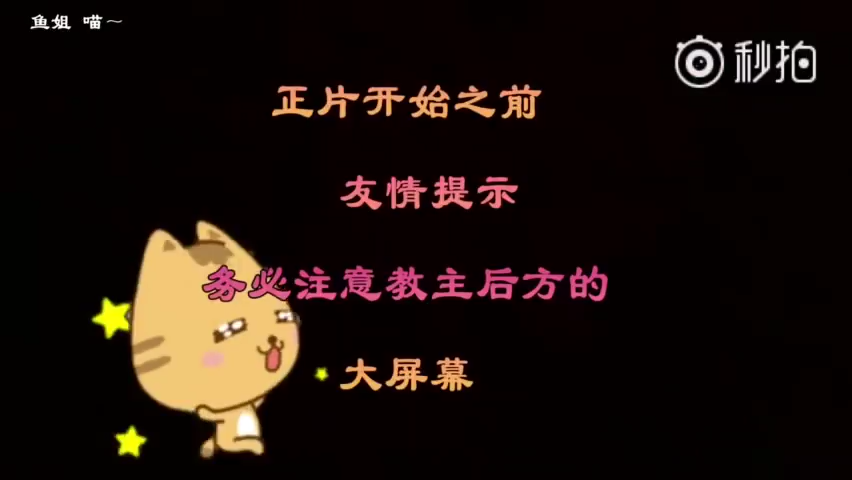 鱼姐 喵~
秒拍
正片开始之前
友情提示
务必注意教主后方的
大屏幕